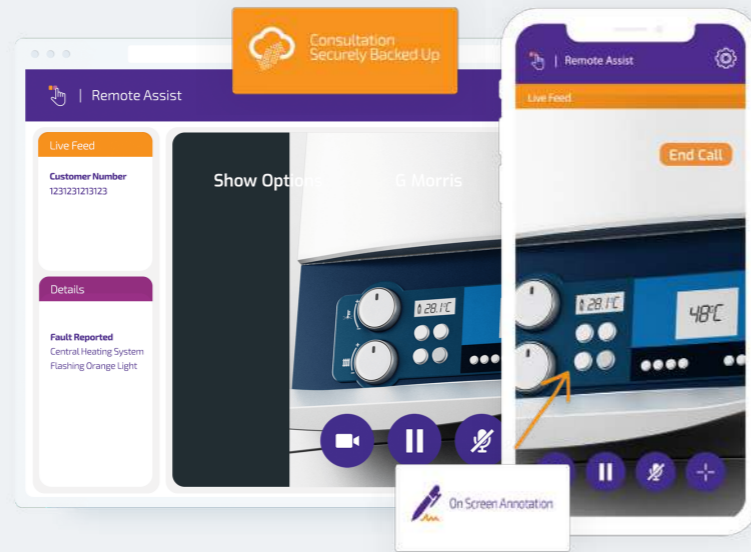 Consultation
Securely Backed Up
| Remote Assist
Live Feed
Customer Number
1231231213123
Show Options
G Morris
Details
Fault Reported
Central Heating System
Flashing Orange Light
28.1°C
| Remote Assist
Live Feed
End Call
28.1°C
48°C
On Screen Annotation